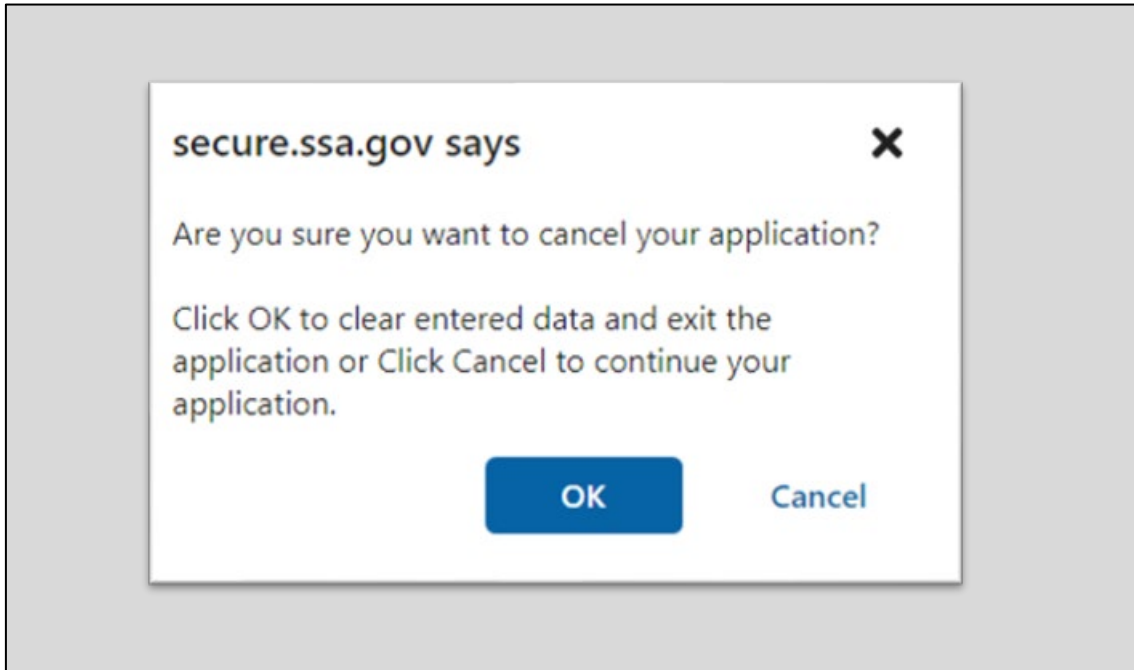 secure.ssa.gov says
Are you sure you want to cancel your application?
Click OK to clear entered data and exit the
application or Click Cancel to continue your
application.
OK
Cancel